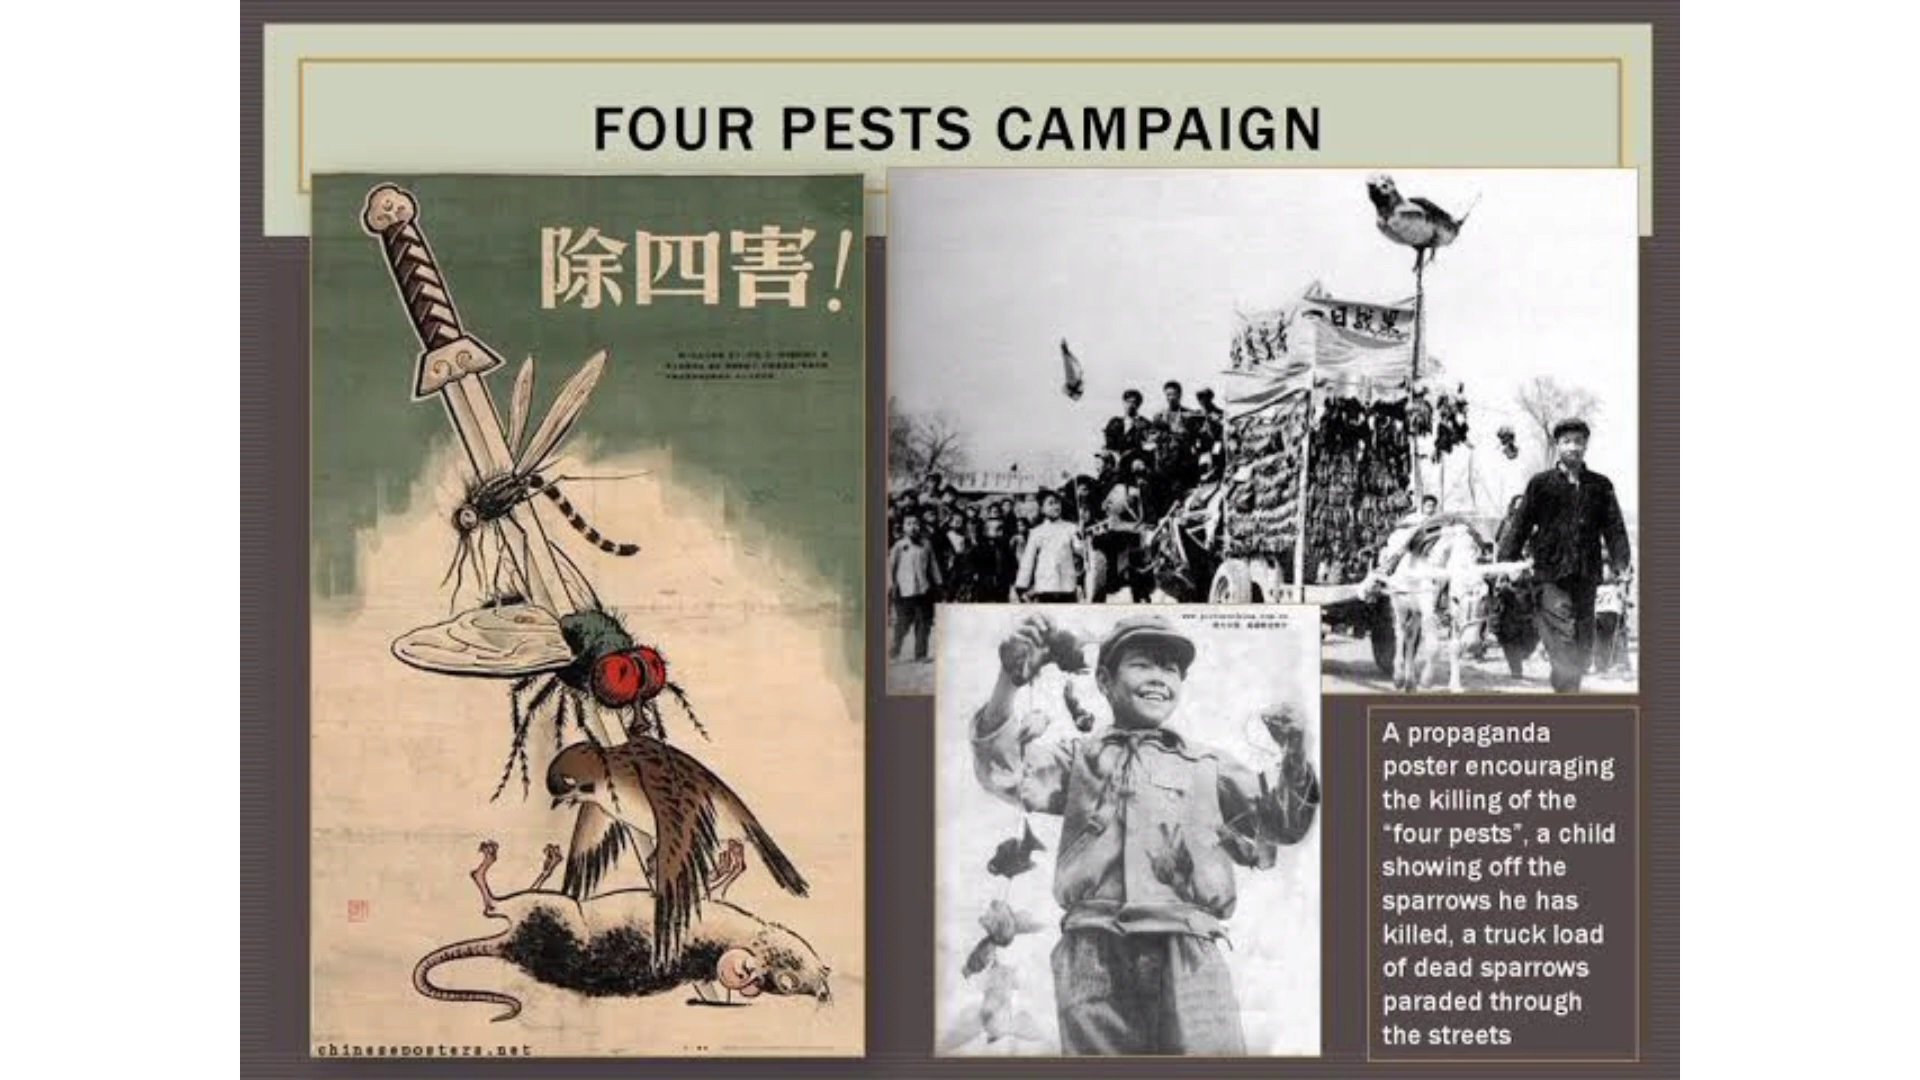 FOUR PESTS CAMPAIGN
除四害!
chineseposters.net
A propaganda
poster encouraging
the killing of the
“four pests”, a child
showing off the
sparrows he has
killed, a truck load
of dead sparrows
paraded through
the streets